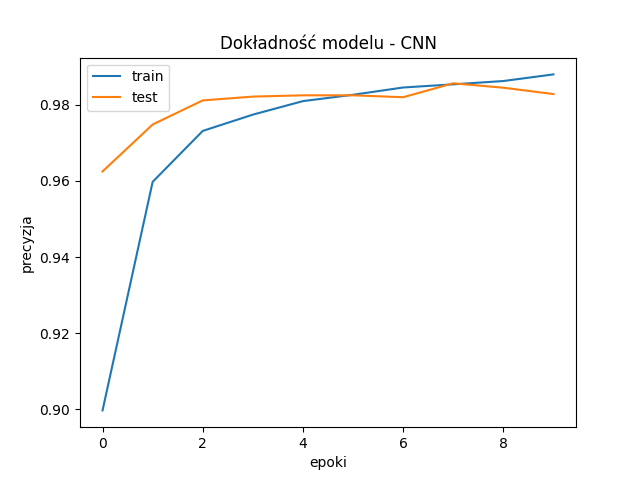 Dokładność modelu - CNN
train
test
precyzja
0.98
0.96
0.94
0.92
0.90
0
2
4
6
8
epoki